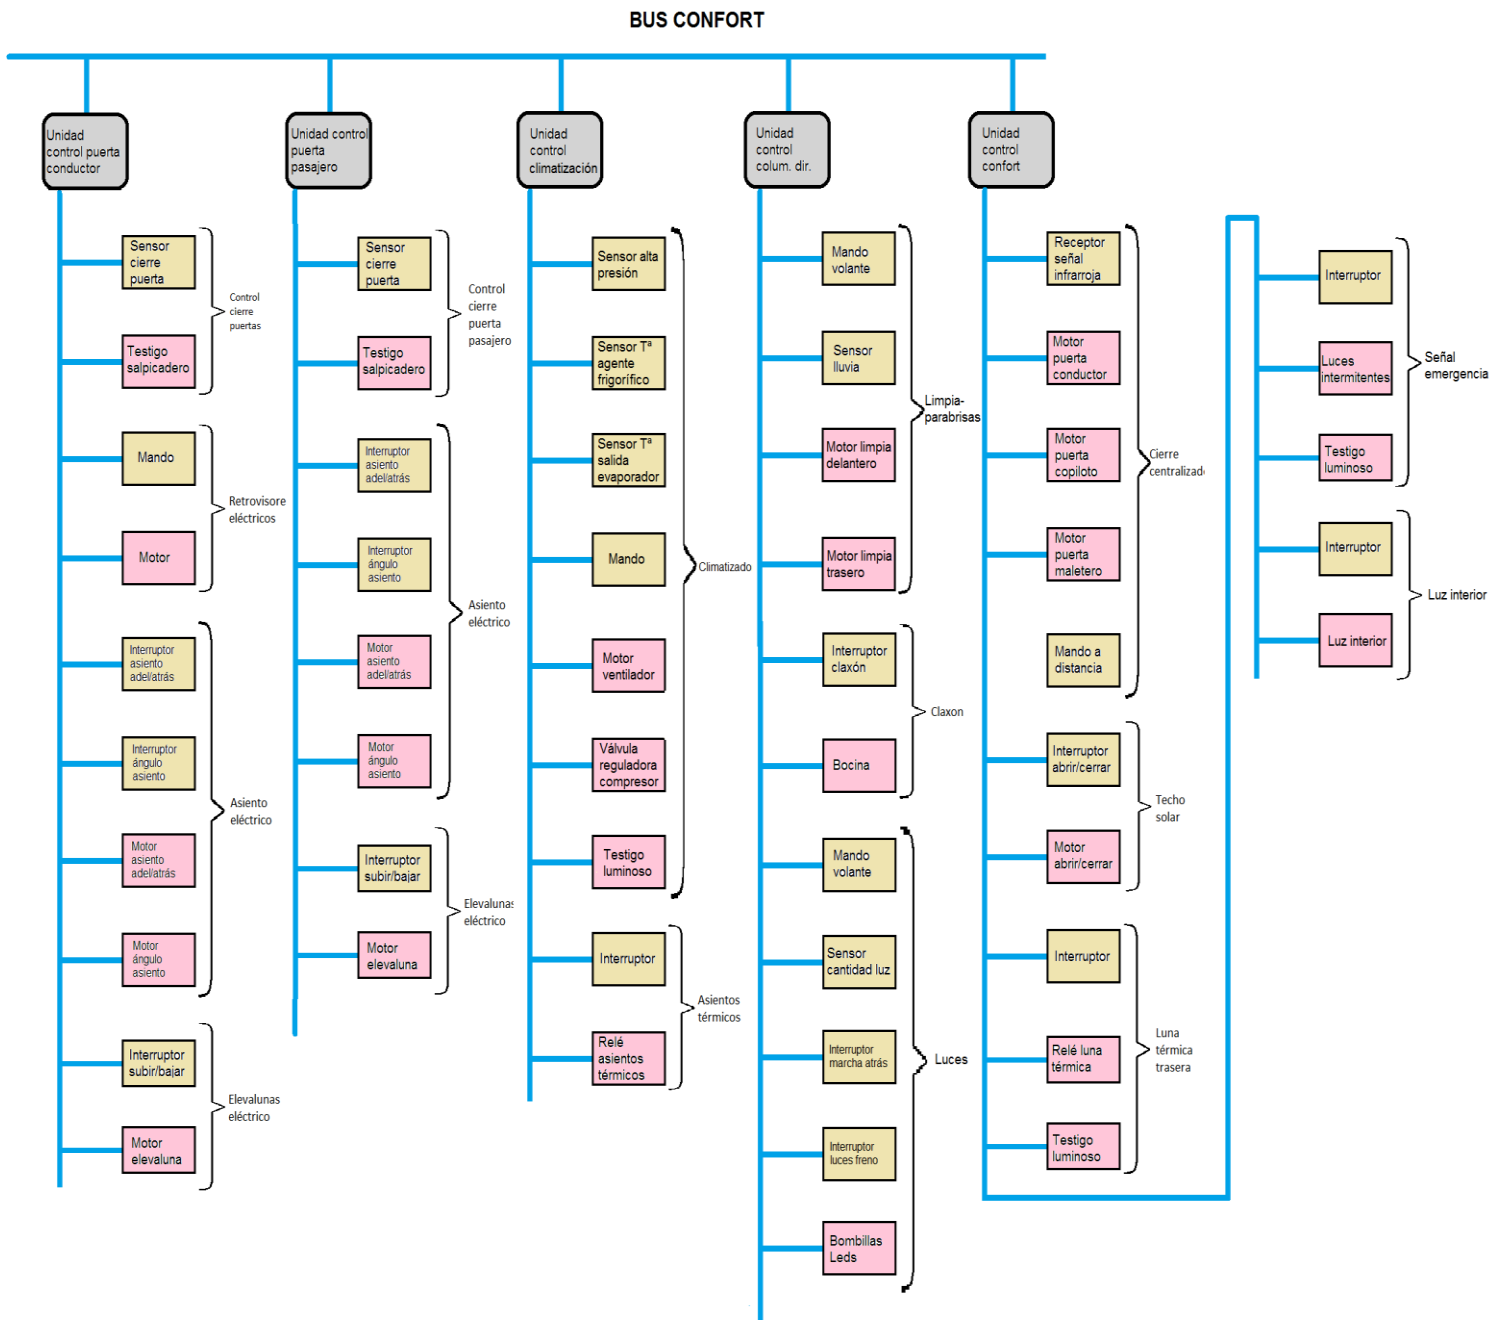 BUS CONFORT
Unidad
control puerta
conductor
Sensor
cierre
puerta
Testigo
salpicadero
Control
cierre
puertas
Mando
Motor
Retrovisore
eléctricos
Interruptor
asiento
adel/atrás
Interruptor
ángulo
asiento
Motor
asiento
adel/atrás
Motor
ángulo
asiento
Asiento
eléctrico
Interruptor
subir/bajar
Motor
elevaluna
Elevalunas
eléctrico
Unidad control
puerta
pasajero
Sensor
cierre
puerta
Testigo
salpicadero
Control
cierre
puerta
pasajero
Interruptor
asiento
adel/atrás
Interruptor
ángulo
asiento
Motor
asiento
adel/atrás
Motor
ángulo
asiento
Asiento
eléctrico
Interruptor
subir/bajar
Motor
elevaluna
Elevalunas
eléctrico
Unidad
control
climatización
Sensor alta
presión
Sensor Tª
agente
frigorífico
Sensor Tª
salida
evaporador
Mando
Motor
ventilador
Válvula
reguladora
compresor
Testigo
luminoso
Climatizado
Interruptor
Relé
asientos
térmicos
Asientos
térmicos
Unidad
control
colum. dir.
Mando
volante
Sensor
lluvia
Motor limpia
delantero
Motor limpia
trasero
Limpia-
parabrisas
Interruptor
claxón
Bocina
Claxon
Mando
volante
Sensor
cantidad luz
Interruptor
marcha atrás
Interruptor
luces freno
Bombillas
Leds
Luces
Unidad
control
confort
Receptor
señal
infrarroja
Motor
puerta
conductor
Motor
puerta
copiloto
Motor
puerta
maletero
Mando a
distancia
Cierre
centralizado
Interruptor
abrir/cerrar
Motor
abrir/cerrar
Techo
solar
Interruptor
Relé luna
térmica
Testigo
luminoso
Luna
térmica
trasera
Interruptor
Luces
intermitentes
Testigo
luminoso
Señal
emergencia
Interruptor
Luz interior
Luz interior